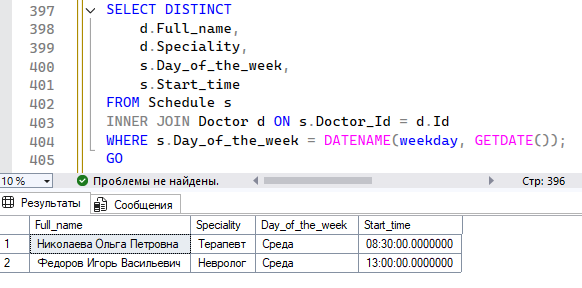 397 SELECT DISTINCT
398 d.Full_name,
399 d.Speciality,
400 s.Day_of_the_week,
401 s.Start_time
402 FROM Schedule s
403 INNER JOIN Doctor d ON s.Doctor_Id = d.Id
404 WHERE s.Day_of_the_week = DATENAME(weekday, GETDATE());
405 GO
10 % Проблемы не найдены. Стр: 396
Результаты Сообщения
Full_name Speciality Day_of_the_week Start_time
1 Николаева Ольга Петровна Терапевт Среда 08:30:00.0000000
2 Федоров Игорь Васильевич Невролог Среда 13:00:00.0000000